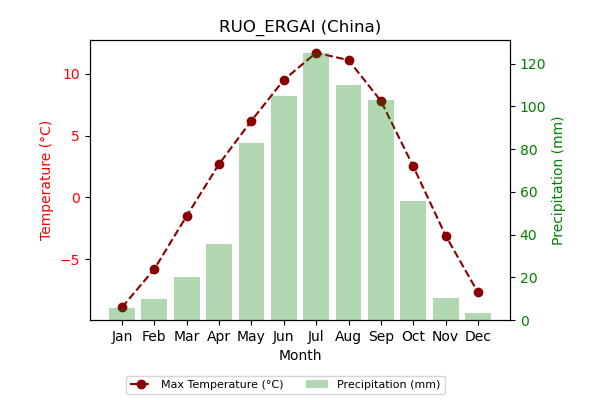 RUO_ERGAI (China)
10
5
0
−5
Temperature (°C)
120
100
80
60
40
20
0
Precipitation (mm)
Jan Feb Mar Apr May Jun Jul Aug Sep Oct Nov Dec
Month
Max Temperature (°C) Precipitation (mm)